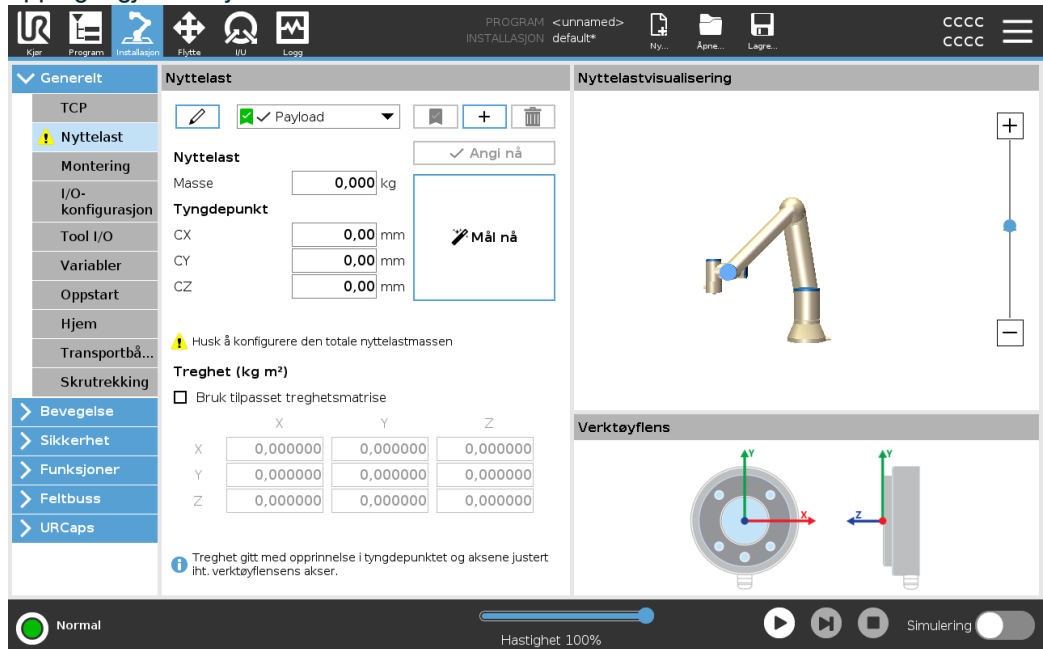 PROGRAM <unnamed>
INSTALLASJON default*
Kjør Program Installasjon Flytte I/U Logg
Ny... Åpne... Lagre...
CCCC
CCCC
Generelt
TCP
Nyttelast
Montering
I/O-
konfigurasjon
Tool I/O
Variabler
Oppstart
Hjem
Transportbå...
Skrutrekking
Bevegelse
Sikkerhet
Funksjoner
Feltbuss
URCaps
Nyttelast
Payload
Angi nå
Nyttelast
Masse 0,000 kg
Tyngdepunkt
CX 0,00 mm
CY 0,00 mm
CZ 0,00 mm
Mål nå
Husk å konfigurere den totale nyttelastmassen
Treghet (kg m²)
Bruk tilpasset treghetsmatrise
X Y Z
X 0,000000 0,000000 0,000000
Y 0,000000 0,000000 0,000000
Z 0,000000 0,000000 0,000000
Treghet gitt med opprinnelse i tyngdepunktet og aksene justert
iht. verktøyflensens akser.
Nyttelastvisualisering
Verktøyflens
Y
X
Y
Z
Normal
Hastighet 100%
Simulering